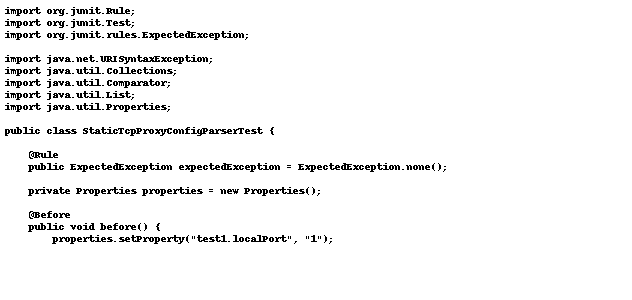 import org.junit.Rule;
import org.junit.Test;
import org.junit.rules.ExpectedException;

import java.net.URISyntaxException;
import java.util.Collections;
import java.util.Comparator;
import java.util.List;
import java.util.Properties;

public class StaticTcpProxyConfigParserTest {

    @Rule
    public ExpectedException expectedException = ExpectedException.none();

    private Properties properties = new Properties();

    @Before
    public void before() {
        properties.setProperty("test1.localPort", "1");